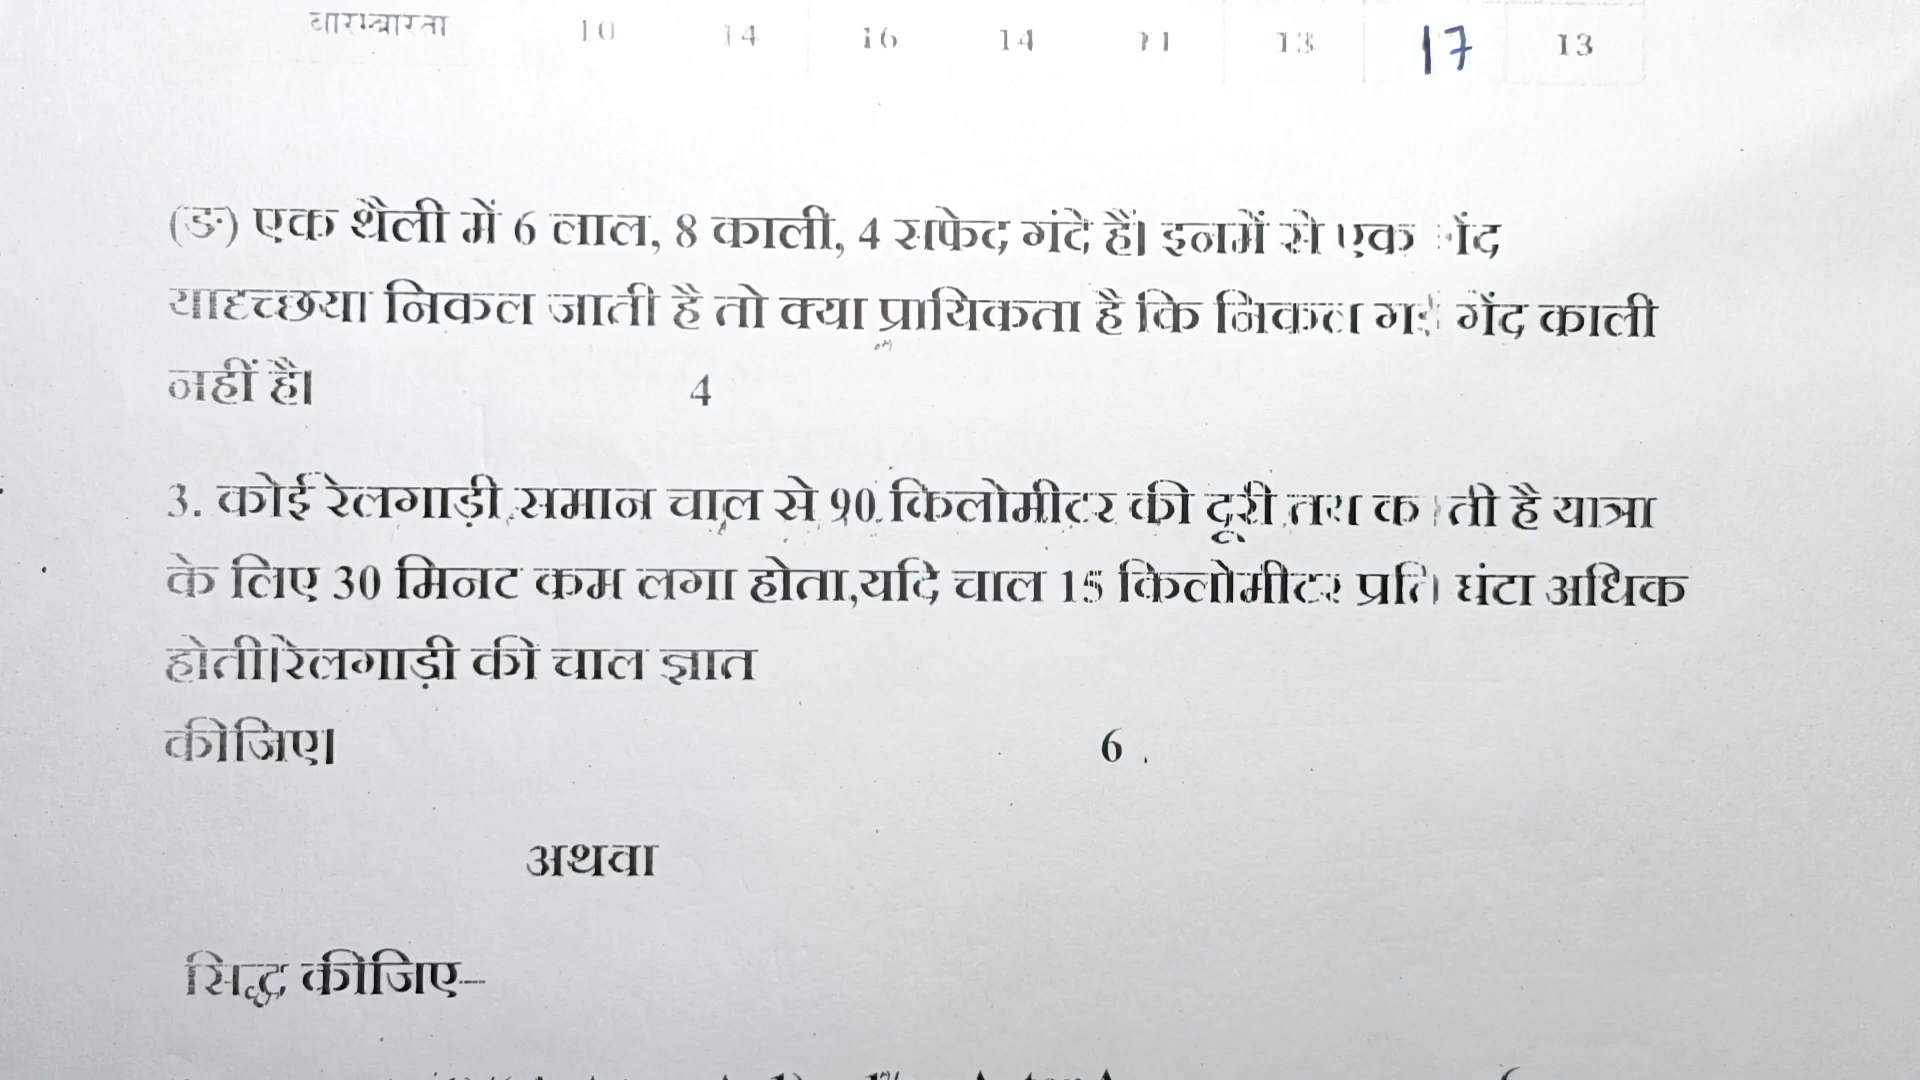 बारम्बारता 10 14 16 14 11 13 17 13
(ङ) एक थैली में 6 लाल, 8 काली, 4 सफेद गंदे हैं। इनमें से एक गेंद
यादृच्छया निकल जाती है तो क्या प्रायिकता है कि निकल गई गेंद काली
नहीं है। 4
3. कोई रेलगाड़ी समान चाल से 90 किलोमीटर की दूरी तय करती है यात्रा
के लिए 30 मिनट कम लगा होता,यदि चाल 15 किलोमीटर प्रति घंटा अधिक
होती।रेलगाड़ी की चाल ज्ञात
कीजिए। 6 .
अथवा
सिद्ध कीजिए--